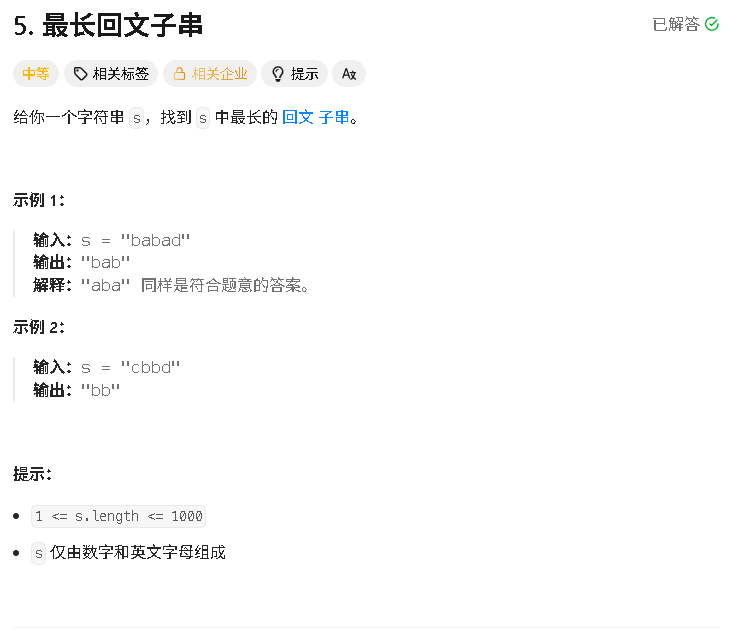 5. 最长回文子串
已解答
中等 相关标签 相关企业 提示 Aあ
给你一个字符串 s，找到 s 中最长的 回文 子串。
示例 1：
输入：s = "babad"
输出："bab"
解释："aba" 同样是符合题意的答案。
示例 2：
输入：s = "cbbd"
输出："bb"
提示：
1 <= s.length <= 1000
s 仅由数字和英文字母组成